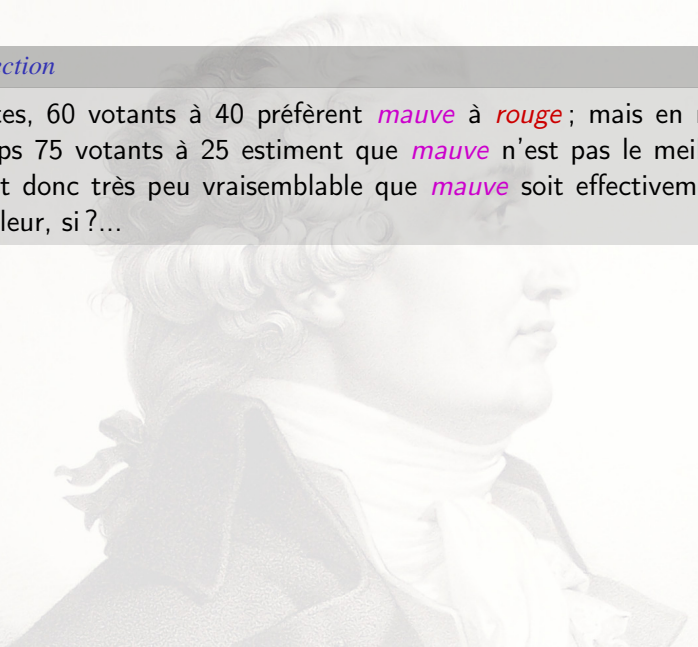 ction
tes, 60 votants à 40 préfèrent mauve à rouge ; mais en
ps 75 votants à 25 estiment que mauve n'est pas le mei
t donc très peu vraisemblable que mauve soit effectivem
leur, si ?...